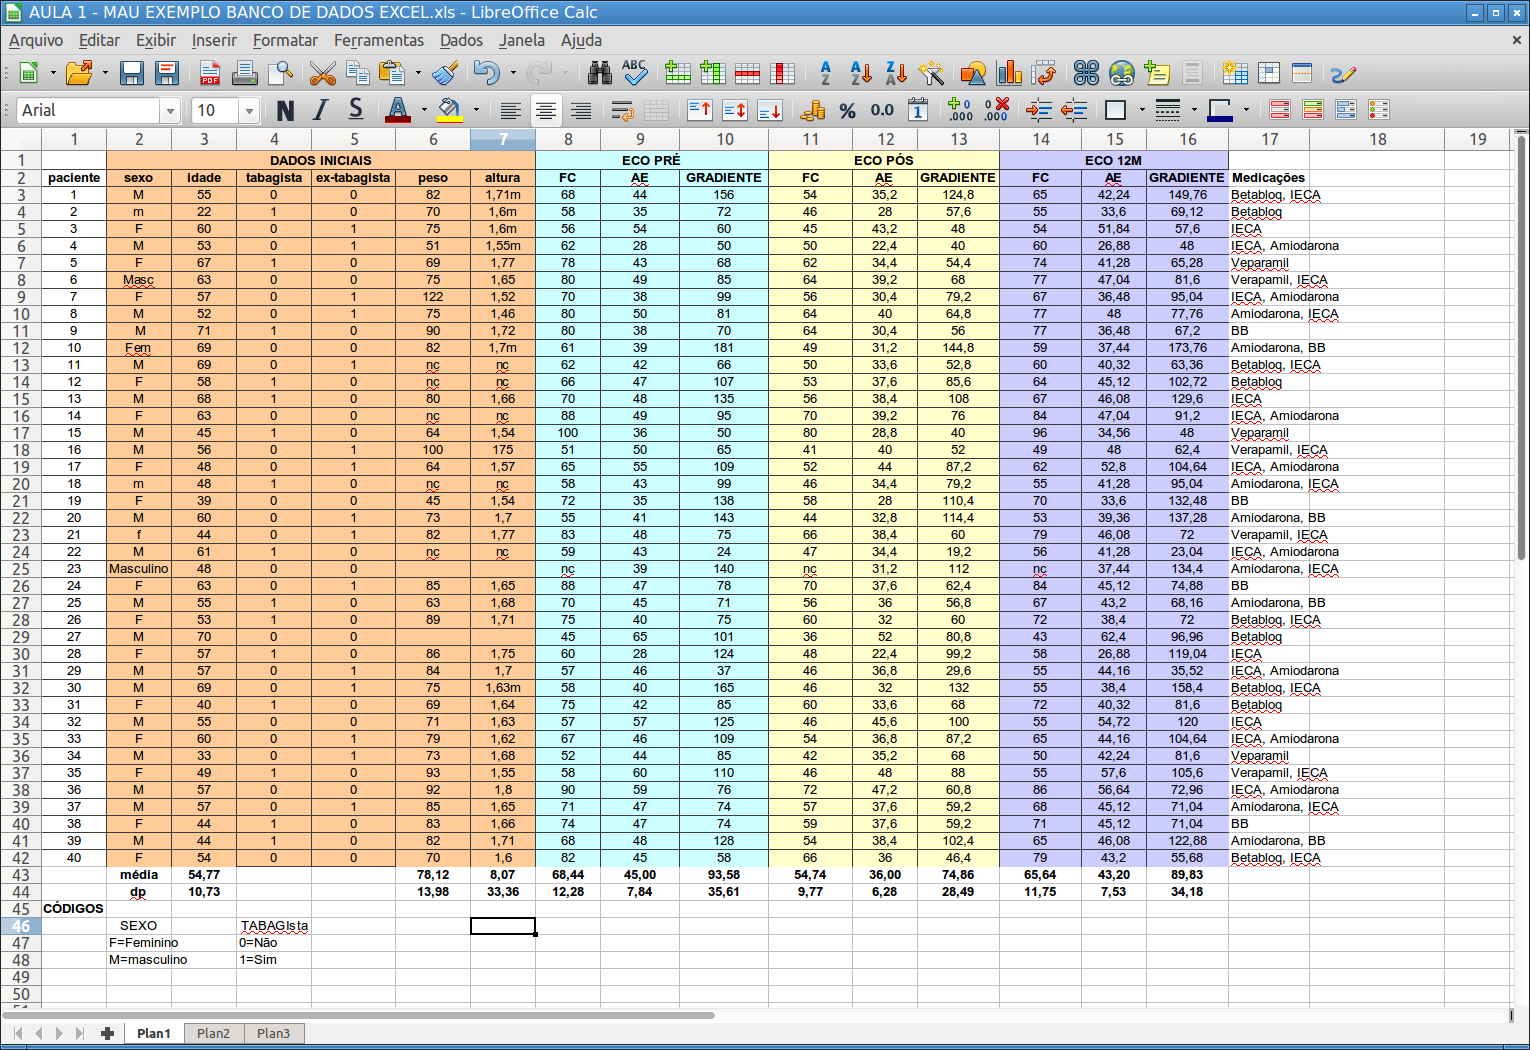 AULA 1 - MAU EXEMPLO BANCO DE DADOS EXCEL.xls - LibreOffice Calc
Arquivo Editar Exibir Inserir Formatar Ferramentas Dados Janela Ajuda
Arial 10
1 2 3 4 5 6 7 8 9 10 11 12 13 14 15 16 17 18 19
1 DADOS INICIAIS ECO PRÉ ECO PÓS ECO 12M
2 paciente sexo idade tabagista ex-tabagista peso altura FC AE GRADIENTE FC AE GRADIENTE FC AE GRADIENTE Medicações
3 1 M 55 0 0 82 1,71m 68 44 156 54 35,2 124,8 65 42,24 149,76 Betabloq, IECA
4 2 m 22 1 0 70 1,6m 58 35 72 46 28 57,6 55 33,6 69,12 Betabloq
5 3 F 60 0 1 75 1,6m 56 54 60 45 43,2 48 54 51,84 57,6 IECA
6 4 M 53 0 1 51 1,55m 62 28 50 50 22,4 40 60 26,88 48 IECA, Amiodarona
7 5 F 67 1 0 69 1,77 78 43 68 62 34,4 54,4 74 41,28 65,28 Veparamil
8 6 Masc 63 0 0 75 1,65 80 49 85 64 39,2 68 77 47,04 81,6 Verapamil, IECA
9 7 F 57 0 1 122 1,52 70 38 99 56 30,4 79,2 67 36,48 95,04 IECA, Amiodarona
10 8 M 52 0 1 75 1,46 80 50 81 64 40 64,8 77 48 77,76 Amiodarona, IECA
11 9 M 71 1 0 90 1,72 80 38 70 64 30,4 56 77 36,48 67,2 BB
12 10 Fem 69 0 0 82 1,7m 61 39 181 49 31,2 144,8 59 37,44 173,76 Amiodarona, BB
13 11 M 69 0 1 nc nc 62 42 66 50 33,6 52,8 60 40,32 63,36 Betabloq, IECA
14 12 F 58 1 0 nc nc 66 47 107 53 37,6 85,6 64 45,12 102,72 Betabloq
15 13 M 68 1 0 80 1,66 70 48 135 56 38,4 108 67 46,08 129,6 IECA
16 14 F 63 0 0 nc nc 88 49 95 70 39,2 76 84 47,04 91,2 IECA, Amiodarona
17 15 M 45 1 0 64 1,54 100 36 50 80 28,8 40 96 34,56 48 Veparamil
18 16 M 56 0 1 100 175 51 50 65 41 40 52 49 48 62,4 Verapamil, IECA
19 17 F 48 0 1 64 1,57 65 55 109 52 44 87,2 62 52,8 104,64 IECA, Amiodarona
20 18 m 48 1 0 nc nc 58 43 99 46 34,4 79,2 55 41,28 95,04 Amiodarona, IECA
21 19 F 39 0 0 45 1,54 72 35 138 58 28 110,4 70 33,6 132,48 BB
22 20 M 60 0 1 73 1,7 55 41 143 44 32,8 114,4 53 39,36 137,28 Amiodarona, BB
23 21 f 44 0 1 82 1,77 83 48 75 66 38,4 60 79 46,08 72 Verapamil, IECA
24 22 M 61 1 0 nc nc 59 43 24 47 34,4 19,2 56 41,28 23,04 IECA, Amiodarona
25 23 Masculino 48 0 0 nc 39 140 nc 31,2 112 nc 37,44 134,4 Amiodarona, IECA
26 24 F 63 0 1 85 1,65 88 47 78 70 37,6 62,4 84 45,12 74,88 BB
27 25 M 55 1 0 63 1,68 70 45 71 56 36 56,8 67 43,2 68,16 Amiodarona, BB
28 26 F 53 1 0 89 1,71 75 40 75 60 32 60 72 38,4 72 Betabloq, IECA
29 27 M 70 0 0 45 65 101 36 52 80,8 43 62,4 96,96 Betabloq
30 28 F 57 1 0 86 1,75 60 28 124 48 22,4 99,2 58 26,88 119,04 IECA
31 29 M 57 0 1 84 1,7 57 46 37 46 36,8 29,6 55 44,16 35,52 IECA, Amiodarona
32 30 M 69 0 1 75 1,63m 58 40 165 46 32 132 55 38,4 158,4 Betabloq, IECA
33 31 F 40 1 0 69 1,64 75 42 85 60 33,6 68 72 40,32 81,6 Betabloq
34 32 M 55 0 0 71 1,63 57 57 125 46 45,6 100 55 54,72 120 IECA
35 33 F 60 0 1 79 1,62 67 46 109 54 36,8 87,2 65 44,16 104,64 IECA, Amiodarona
36 34 M 33 0 1 73 1,68 52 44 85 42 35,2 68 50 42,24 81,6 Veparamil
37 35 F 49 1 0 93 1,55 58 60 110 46 48 88 55 57,6 105,6 Verapamil, IECA
38 36 M 57 0 0 92 1,8 90 59 76 72 47,2 60,8 86 56,64 72,96 IECA, Amiodarona
39 37 M 57 0 1 85 1,65 71 47 74 57 37,6 59,2 68 45,12 71,04 Amiodarona, IECA
40 38 F 44 1 0 83 1,66 74 47 74 59 37,6 59,2 71 45,12 71,04 BB
41 39 M 44 1 0 82 1,71 68 48 128 54 38,4 102,4 65 46,08 122,88 Amiodarona, BB
42 40 F 54 0 0 70 1,6 82 45 58 66 36 46,4 79 43,2 55,68 Betabloq, IECA
43 média 54,77 78,12 8,07 68,44 45,00 93,58 54,74 36,00 74,86 65,64 43,20 89,83
44 dp 10,73 13,98 33,36 12,28 7,84 35,61 9,77 6,28 28,49 11,75 7,53 34,18
45 CÓDIGOS
46 SEXO TABAGIsta
47 F=Feminino 0=Não
48 M=masculino 1=Sim
49
50
Plan1 Plan2 Plan3